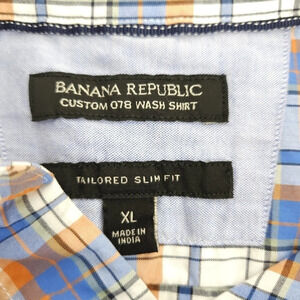 BANANA REPUBLIC
CUSTOM 078 WASH SHIRT
TAILORED SLIM FIT
XL
MADE IN
INDIA